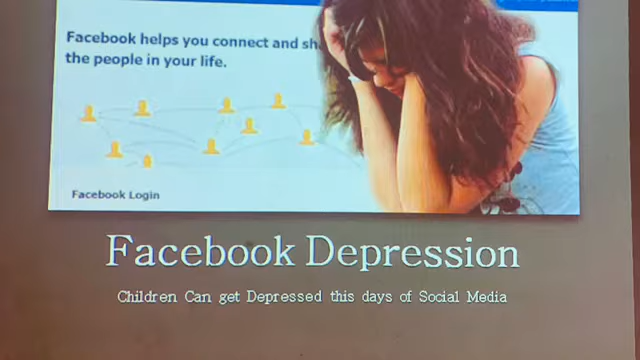 Facebook helps you connect and sh
the people in your life.
Facebook Login
Facebook Depression
Children Can get Depressed this days of Social Media